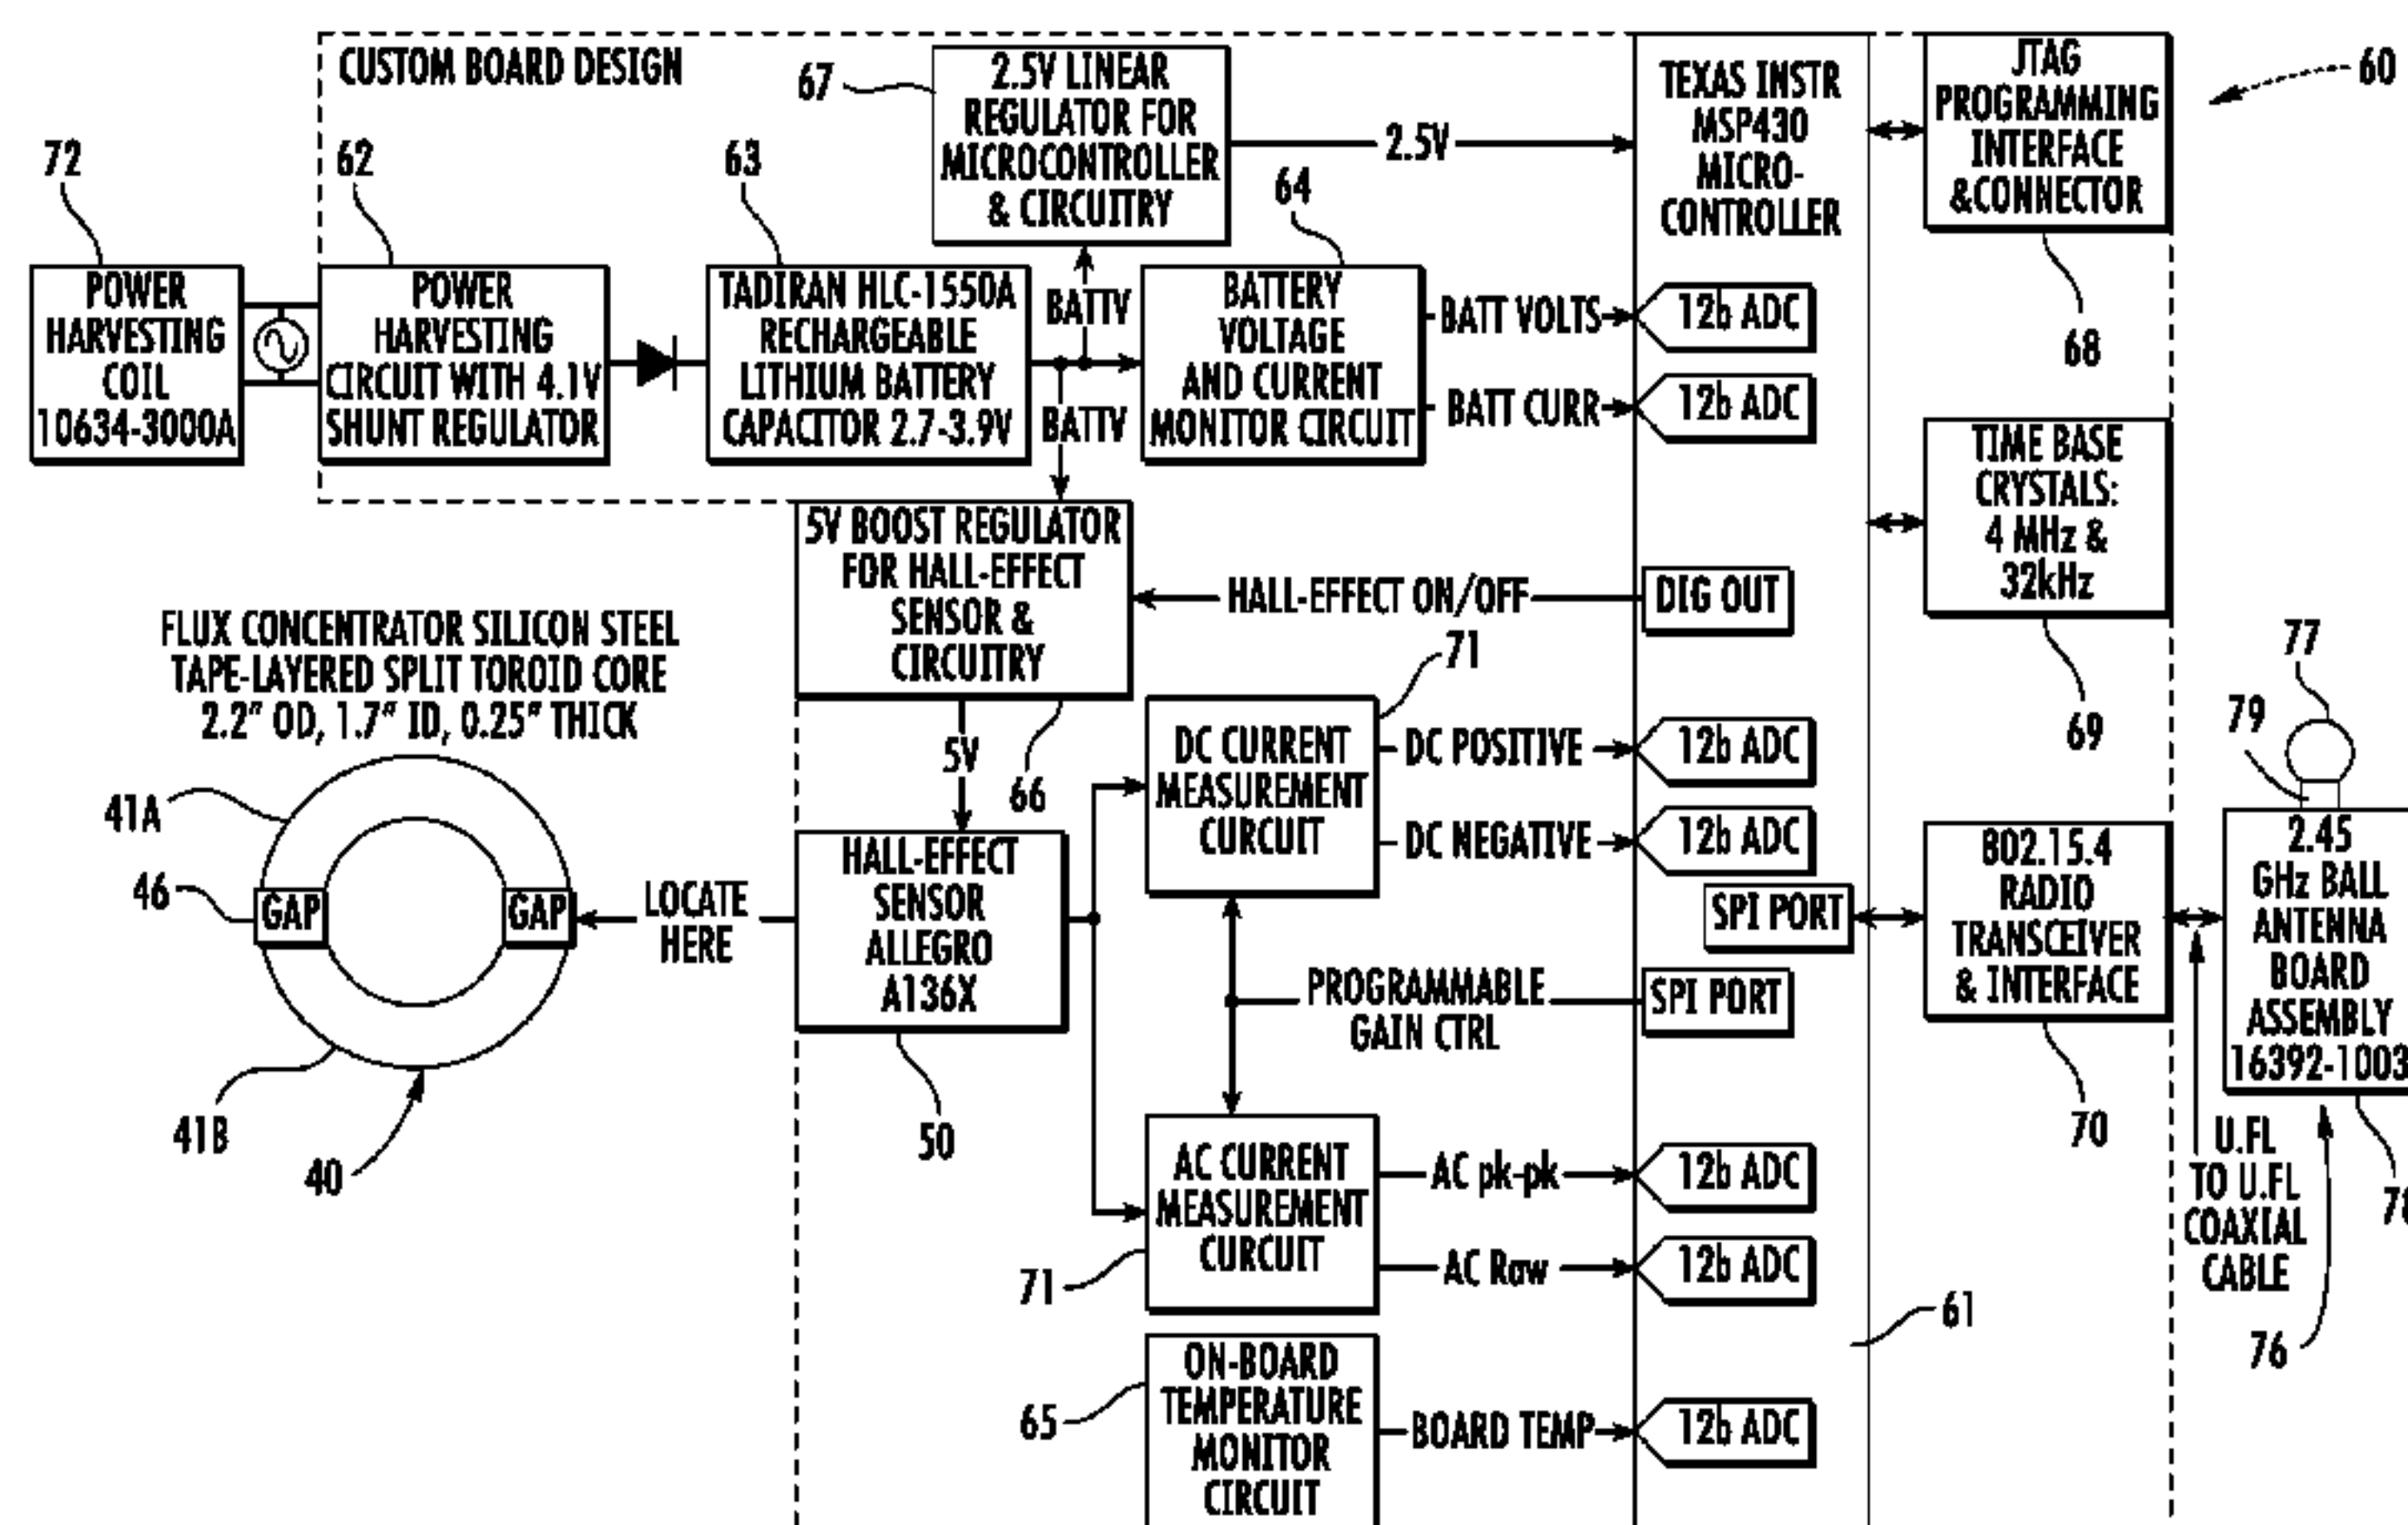 CUSTOM BOARD DESIGN
67
2.5V LINEAR
REGULATOR FOR
MICROCONTROLLER
& CIRCUITRY
2.5V
TEXAS INSTR
MSP430
MICRO-
CONTROLLER
JTAG
PROGRAMMING
INTERFACE
&CONNECTOR
60
68
72
POWER
HARVESTING
COIL
10634-3000A
62
POWER
HARVESTING
CIRCUIT WITH 4.1V
SHUNT REGULATOR
63
TADIRAN HLC-1550A
RECHARGEABLE
LITHIUM BATTERY
CAPACITOR 2.7-3.9V
BATTV
BATTV
64
BATTERY
VOLTAGE
AND CURRENT
MONITOR CIRCUIT
BATT VOLTS
12b ADC
BATT CURR
12b ADC
TIME BASE
CRYSTALS:
4 MHz &
32kHz
69
5V BOOST REGULATOR
FOR HALL-EFFECT
SENSOR &
CIRCUITRY
HALL-EFFECT ON/OFF
DIG OUT
66
5V
FLUX CONCENTRATOR SILICON STEEL
TAPE-LAYERED SPLIT TOROID CORE
2.2" OD, 1.7" ID, 0.25" THICK
41A
46
GAP
GAP
41B
40
LOCATE
HERE
HALL-EFFECT
SENSOR
ALLEGRO
A136X
50
71
DC CURRENT
MEASUREMENT
CURCUIT
DC POSITIVE
12b ADC
DC NEGATIVE
12b ADC
SPI PORT
PROGRAMMABLE
GAIN CTRL
SPI PORT
802.15.4
RADIO
TRANSCEIVER
& INTERFACE
70
77
79
2.45
GHz BALL
ANTENNA
BOARD
ASSEMBLY
16392-1003
U.FL
TO U.FL
COAXIAL
CABLE
76
AC CURRENT
MEASUREMENT
CURCUIT
71
AC pk-pk
12b ADC
AC Raw
12b ADC
61
65
ON-BOARD
TEMPERATURE
MONITOR
CIRCUIT
BOARD TEMP
12b ADC